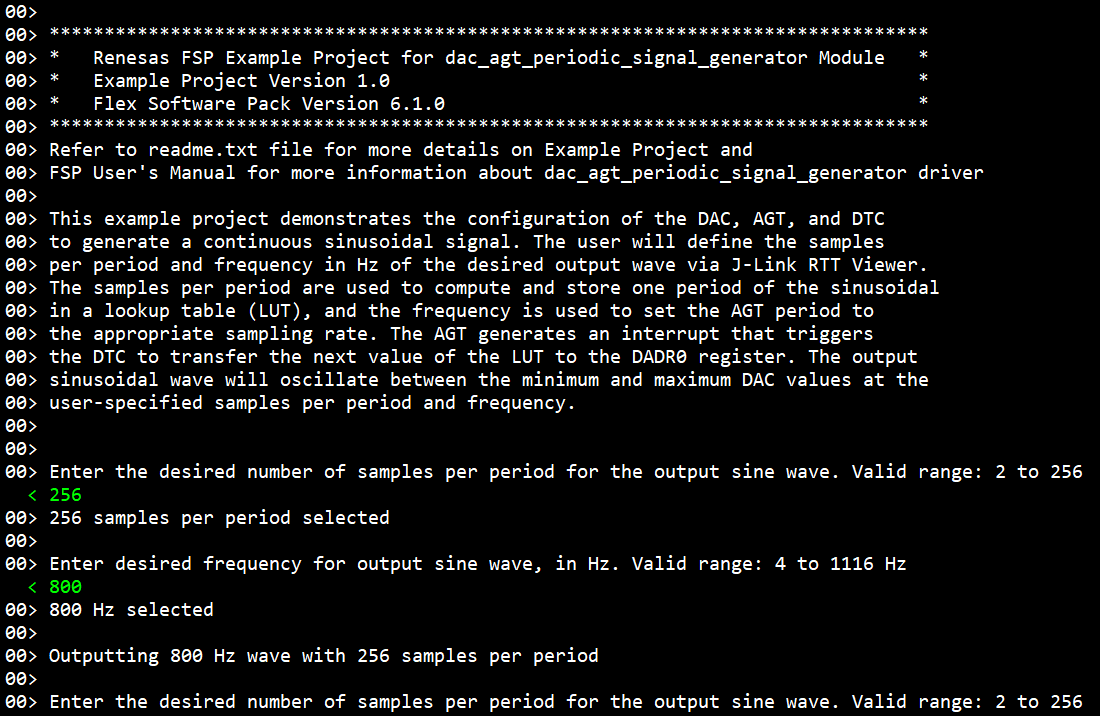 00>
00> ********************************************************************************
00> *   Renesas FSP Example Project for dac_agt_periodic_signal_generator Module   *
00> *   Example Project Version 1.0                                                *
00> *   Flex Software Pack Version 6.1.0                                           *
00> ********************************************************************************
00> Refer to readme.txt file for more details on Example Project and
00> FSP User's Manual for more information about dac_agt_periodic_signal_generator driver
00>
00> This example project demonstrates the configuration of the DAC, AGT, and DTC
00> to generate a continuous sinusoidal signal. The user will define the samples
00> per period and frequency in Hz of the desired output wave via J-Link RTT Viewer.
00> The samples per period are used to compute and store one period of the sinusoidal
00> in a lookup table (LUT), and the frequency is used to set the AGT period to
00> the appropriate sampling rate. The AGT generates an interrupt that triggers
00> the DTC to transfer the next value of the LUT to the DADR0 register. The output
00> sinusoidal wave will oscillate between the minimum and maximum DAC values at the
00> user-specified samples per period and frequency.
00>
00>
00> Enter the desired number of samples per period for the output sine wave. Valid range: 2 to 256
  < 256
00> 256 samples per period selected
00>
00> Enter desired frequency for output sine wave, in Hz. Valid range: 4 to 1116 Hz
  < 800
00> 800 Hz selected
00>
00> Outputting 800 Hz wave with 256 samples per period
00>
00> Enter the desired number of samples per period for the output sine wave. Valid range: 2 to 256